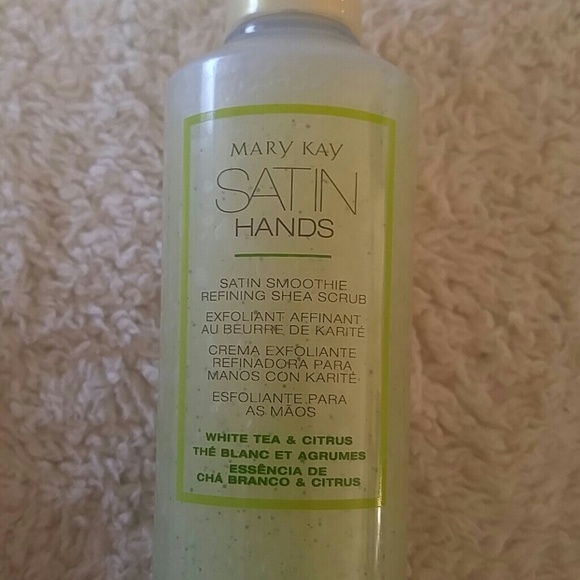 MARY KAY
SATIN
HANDS
SATIN SMOOTHIE
REFINING SHEA SCRUB
EXFOLIANT AFFINANT
AU BEURRE DE KARITÉ
CREMA EXFOLIANTE
REFINADORA PARA
MANOS CON KARITÉ
ESFOLIANTE PARA
AS MÃOS
WHITE TEA & CITRUS
THÉ BLANC ET AGRUMES
ESSÊNCIA DE
CHÁ BRANCO & CITRUS